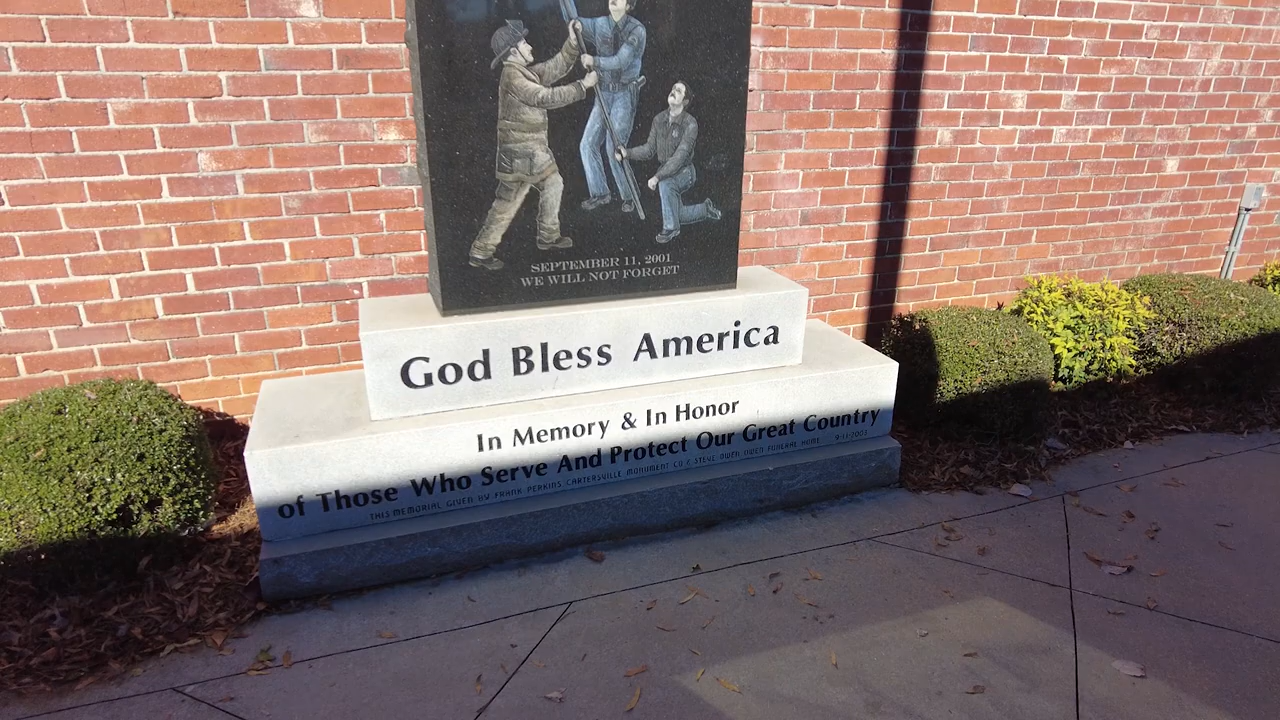 SEPTEMBER 11, 2001
WE WILL NOT FORGET
God Bless America
In Memory & In Honor
of Those Who Serve And Protect Our Great Country
THIS MEMORIAL GIVEN BY FRANK PERKINS, CARTERSVILLE MONUMENT CO & STEVE OWEN, OWEN FUNERAL HOME 9-11-2003